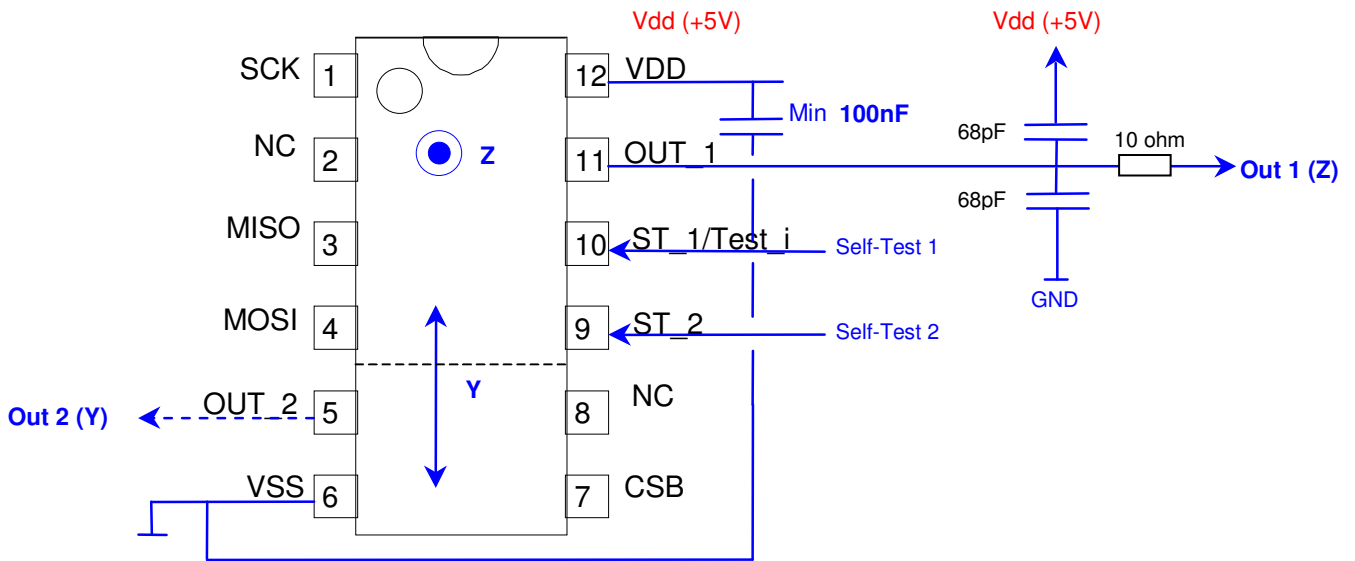 Vdd (+5V)
Vdd (+5V)
SCK 1
12 VDD
Min 100nF
68pF
10 ohm
NC 2
Z
11 OUT_1
Out 1 (Z)
68pF
MISO 3
10 ST_1/Test_i
Self-Test 1
GND
MOSI 4
9 ST_2
Self-Test 2
Y
Out 2 (Y)
OUT_2 5
8 NC
VSS 6
7 CSB